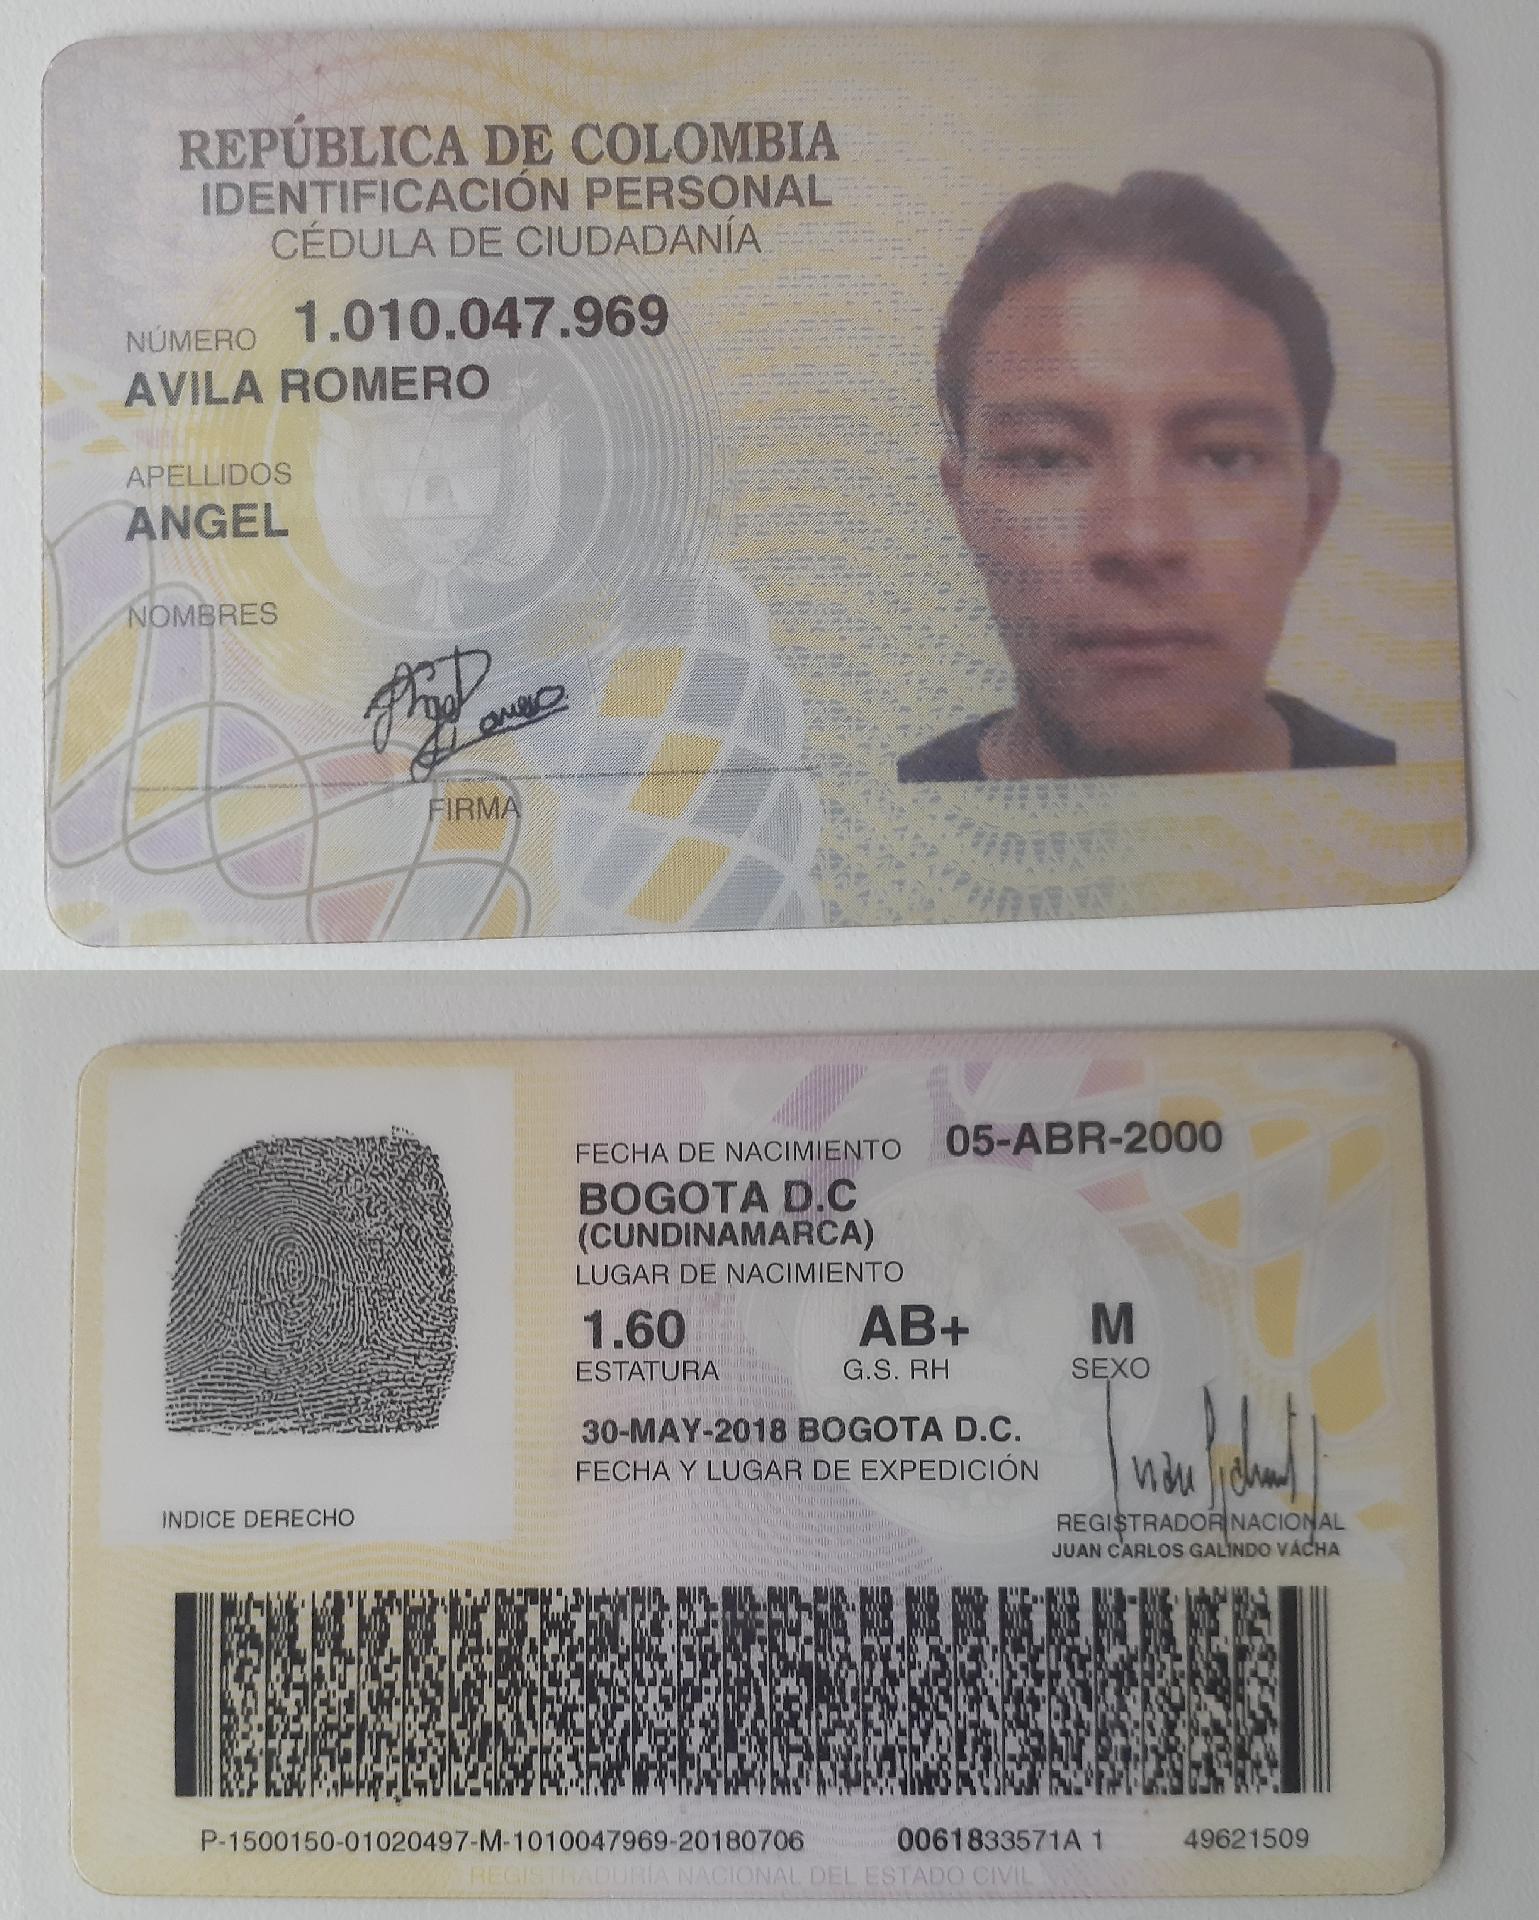 REPÚBLICA DE COLOMBIA
IDENTIFICACIÓN PERSONAL
CÉDULA DE CIUDADANÍA
NÚMERO 1.010.047.969
AVILA ROMERO
APELLIDOS
ANGEL
NOMBRES
FIRMA
FECHA DE NACIMIENTO 05-ABR-2000
BOGOTA D.C
(CUNDINAMARCA)
LUGAR DE NACIMIENTO
1.60 AB+ M
ESTATURA G.S. RH SEXO
30-MAY-2018 BOGOTA D.C.
FECHA Y LUGAR DE EXPEDICIÓN
INDICE DERECHO
REGISTRADOR NACIONAL
JUAN CARLOS GALINDO VÁCHA
P-1500150-01020497-M-1010047969-20180706 0061833571A 1 49621509
REGISTRADURÍA NACIONAL DEL ESTADO CIVIL